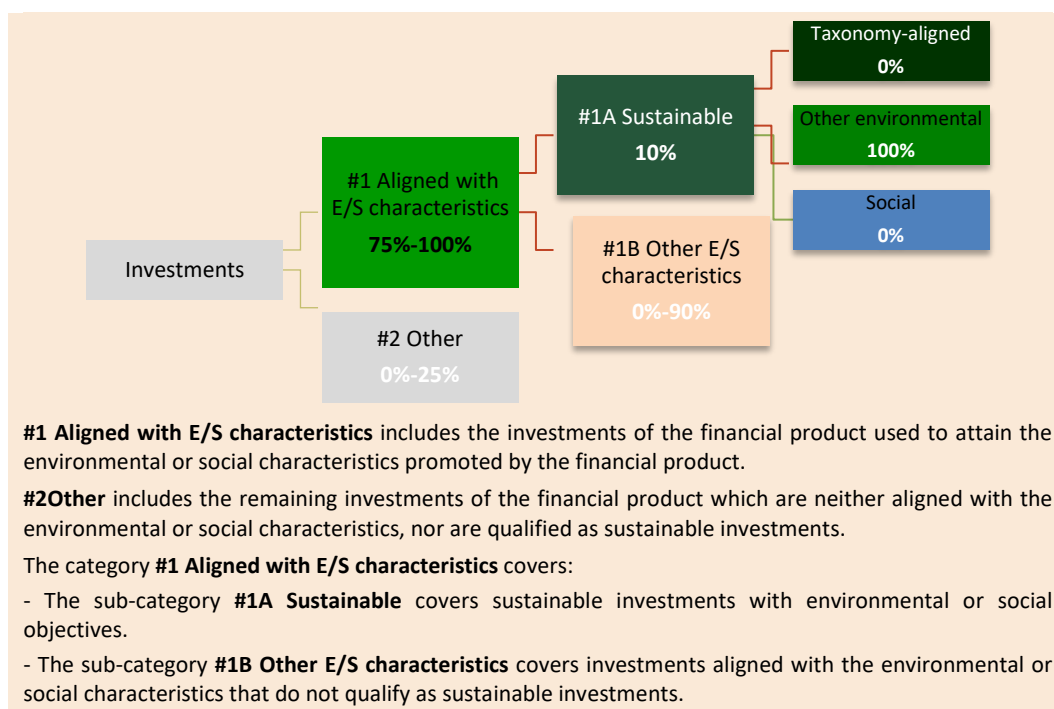 Taxonomy-aligned
0%
#1A Sustainable
10%
Other environmental
100%
#1 Aligned with
E/S characteristics
75%-100%
Social
0%
#1B Other E/S
characteristics
0%-90%
Investments
#2 Other
0%-25%
#1 Aligned with E/S characteristics includes the investments of the financial product used to attain the
environmental or social characteristics promoted by the financial product.
#2Other includes the remaining investments of the financial product which are neither aligned with the
environmental or social characteristics, nor are qualified as sustainable investments.
The category #1 Aligned with E/S characteristics covers:
- The sub-category #1A Sustainable covers sustainable investments with environmental or social
objectives.
- The sub-category #1B Other E/S characteristics covers investments aligned with the environmental or
social characteristics that do not qualify as sustainable investments.